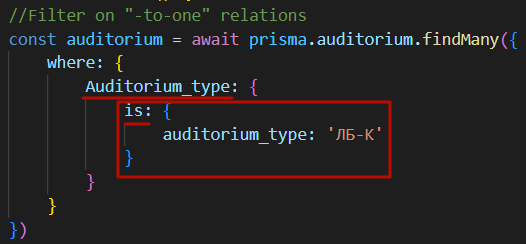 //Filter on "-to-one" relations
const auditorium = await prisma.auditorium.findMany({
    where: {
        Auditorium_type: {
            is: {
                auditorium_type: 'ЛБ-К'
            }
        }
    }
})